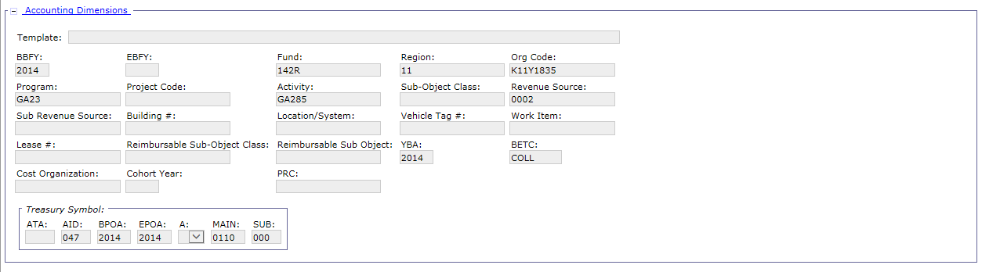 Accounting Dimensions
Template:
BBFY: EBFY: Fund: Region: Org Code:
2014 142R 11 K11Y1835
Program: Project Code: Activity: Sub-Object Class: Revenue Source:
GA23 GA285 0002
Sub Revenue Source: Building #: Location/System: Vehicle Tag #: Work Item:
Lease #: Reimbursable Sub-Object Class: Reimbursable Sub Object: YBA: BETC:
2014 COLL
Cost Organization: Cohort Year: PRC:
Treasury Symbol:
ATA: AID: BPOA: EPOA: A: MAIN: SUB:
047 2014 2014 0110 000